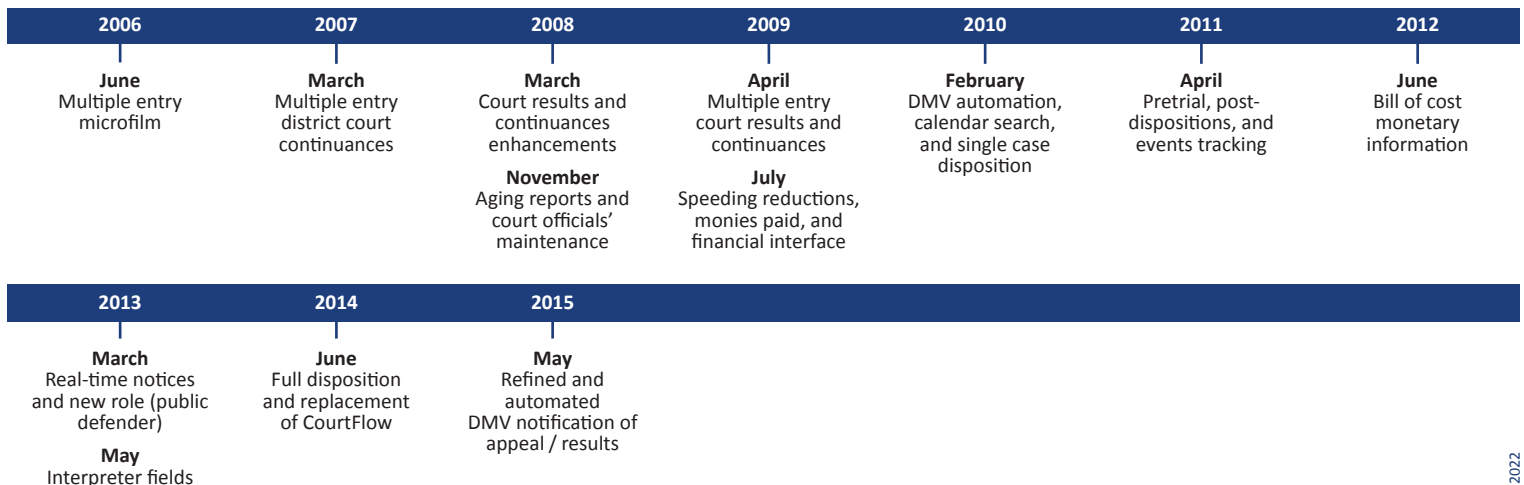 2006 2007 2008 2009 2010 2011 2012
June
Multiple entry
microfilm
March
Multiple entry
district court
continuances
March
Court results and
continuances
enhancements
November
Aging reports and
court officials’
maintenance
April
Multiple entry
court results and
continuances
July
Speeding reductions,
monies paid, and
financial interface
February
DMV automation,
calendar search,
and single case
disposition
April
Pretrial, post-
dispositions, and
events tracking
June
Bill of cost
monetary
information
2013 2014 2015
March
Real-time notices
and new role (public
defender)
May
Interpreter fields
June
Full disposition
and replacement
of CourtFlow
May
Refined and
automated
DMV notification of
appeal / results
2022